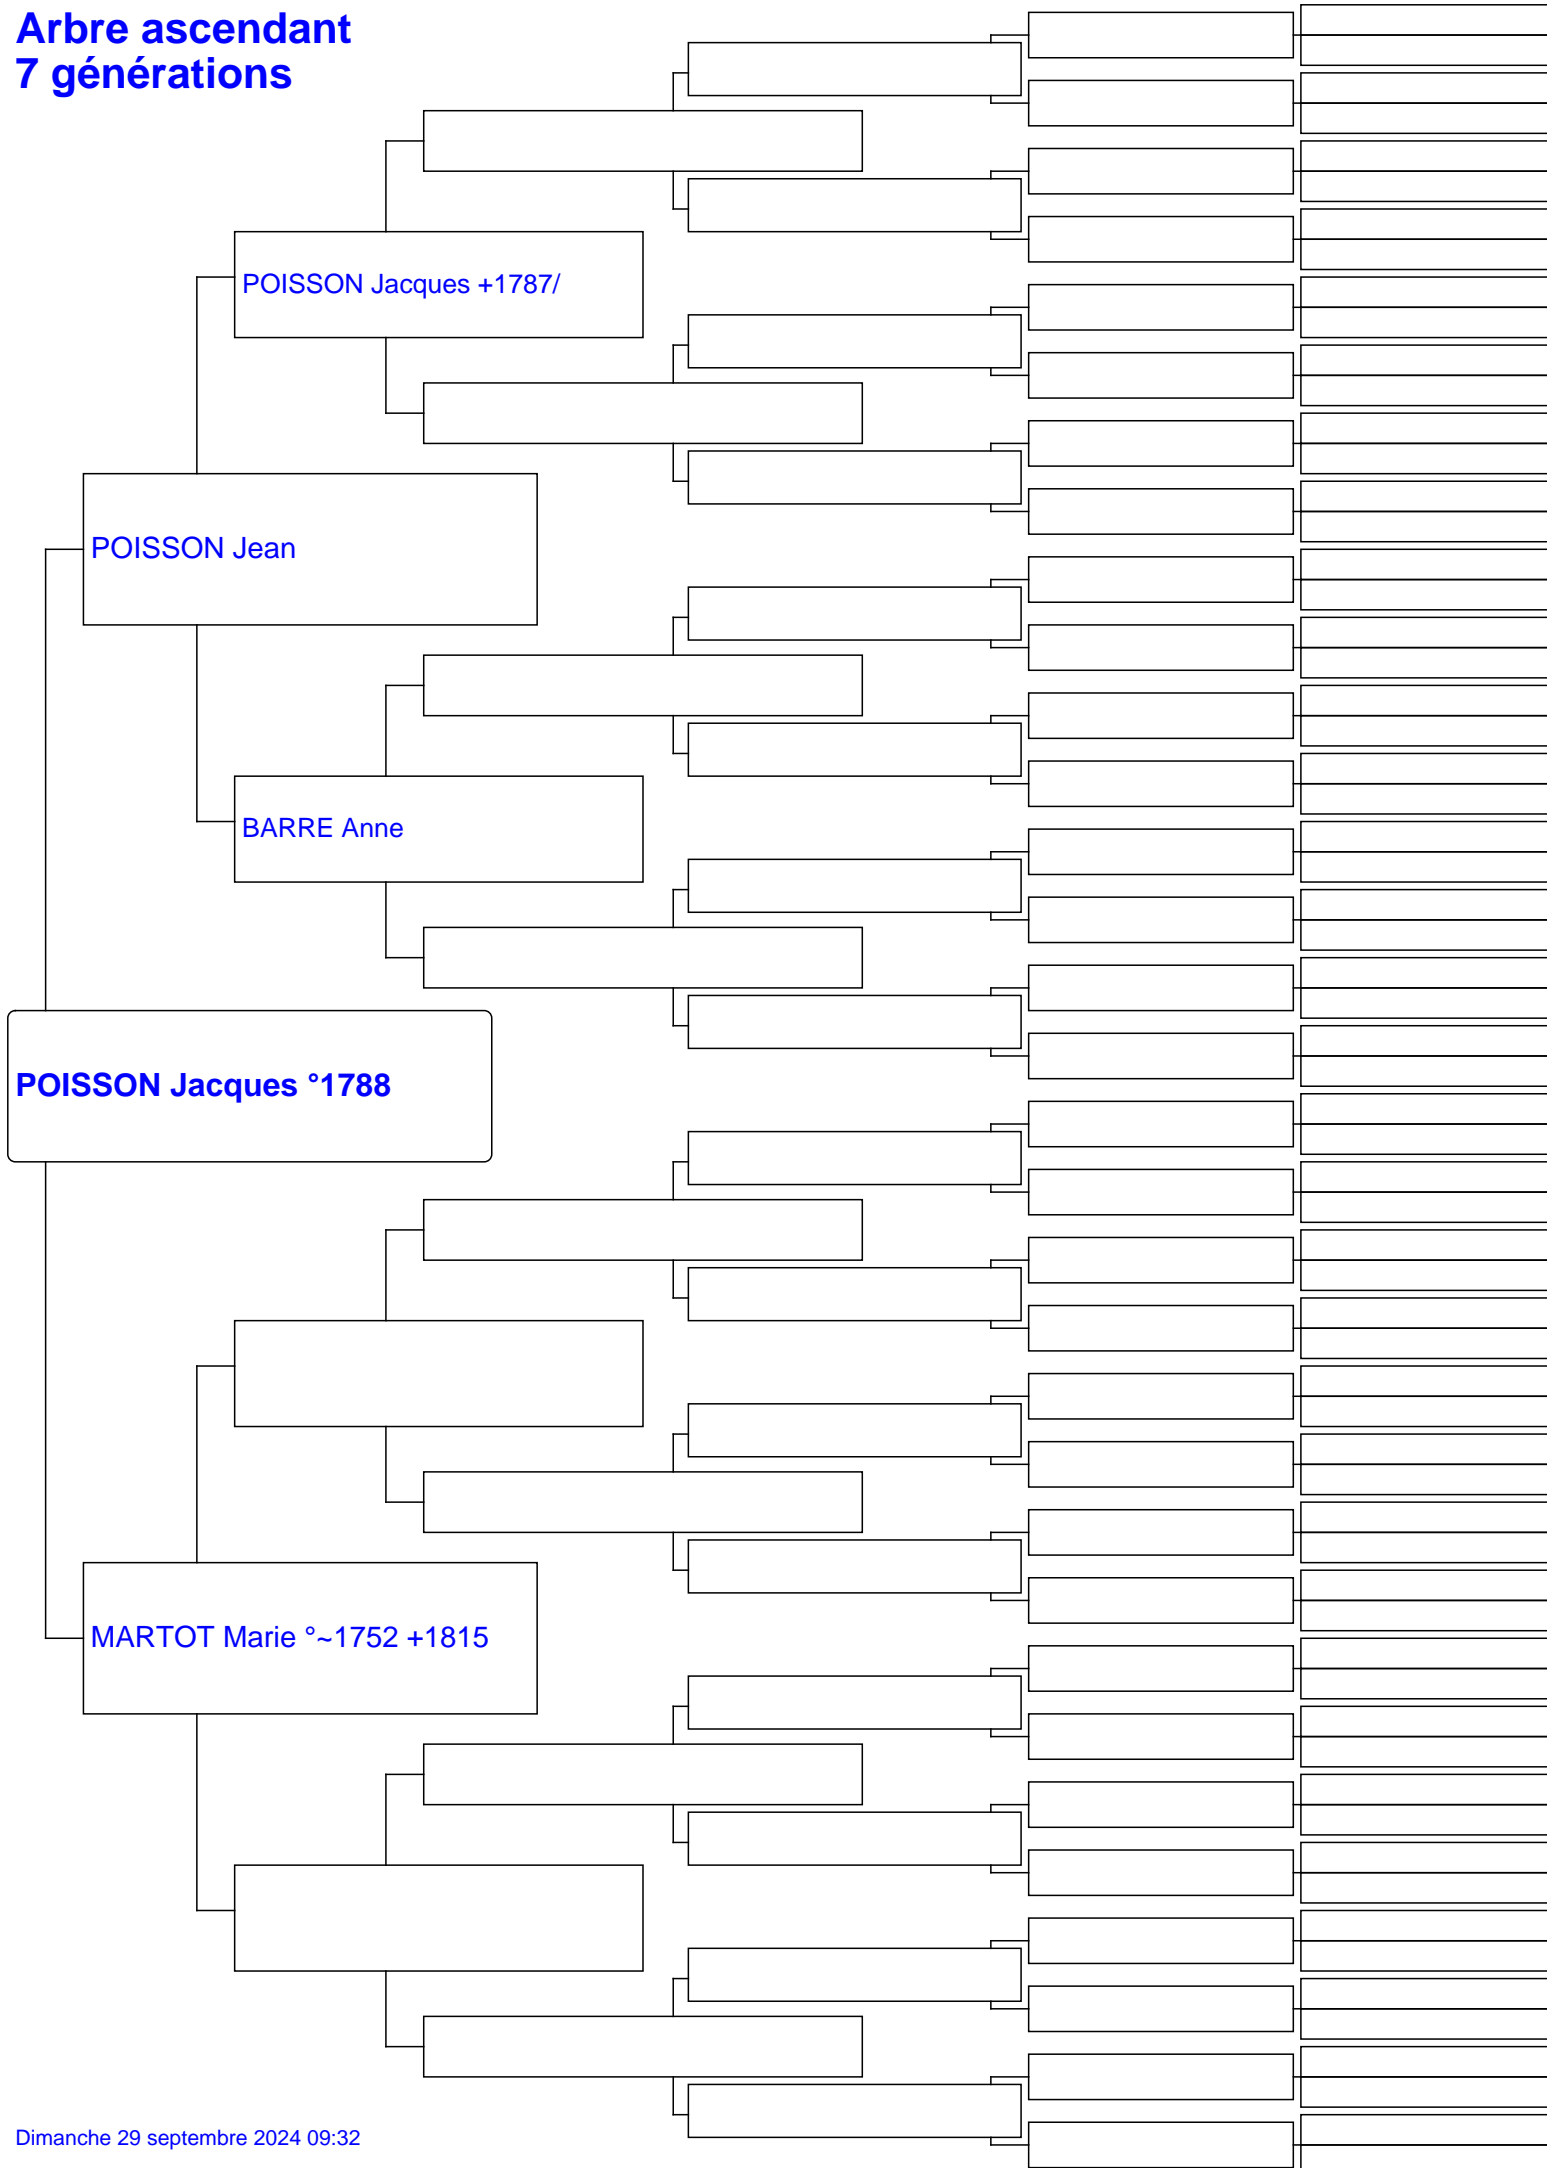 Arbre ascendant
7 générations
POISSON Jacques +1787/
POISSON Jean
BARRE Anne
POISSON Jacques °1788
MARTOT Marie °~1752 +1815
Dimanche 29 septembre 2024 09:32